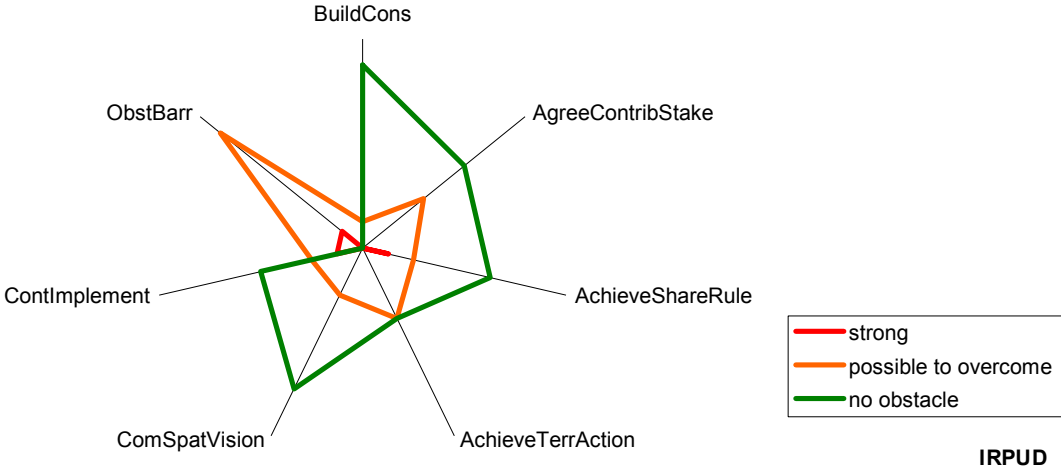 BuildCons
ObstBarr
AgreeContribStake
ContImplement
AchieveShareRule
ComSpatVision
AchieveTerrAction
strong
possible to overcome
no obstacle
IRPUD